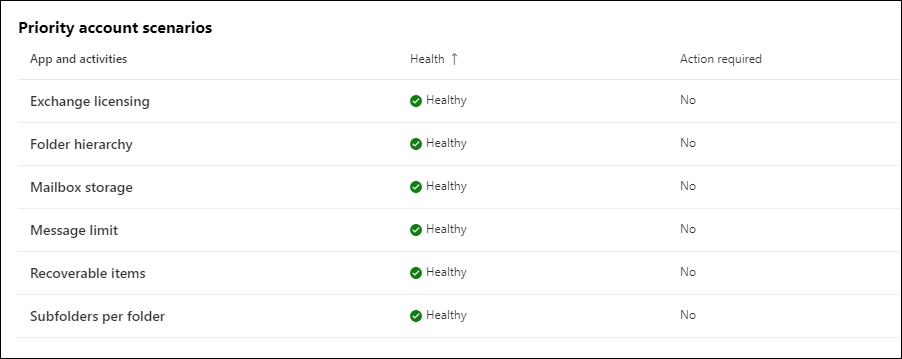 Priority account scenarios
App and activities Health ↑ Action required
Exchange licensing Healthy No
Folder hierarchy Healthy No
Mailbox storage Healthy No
Message limit Healthy No
Recoverable items Healthy No
Subfolders per folder Healthy No